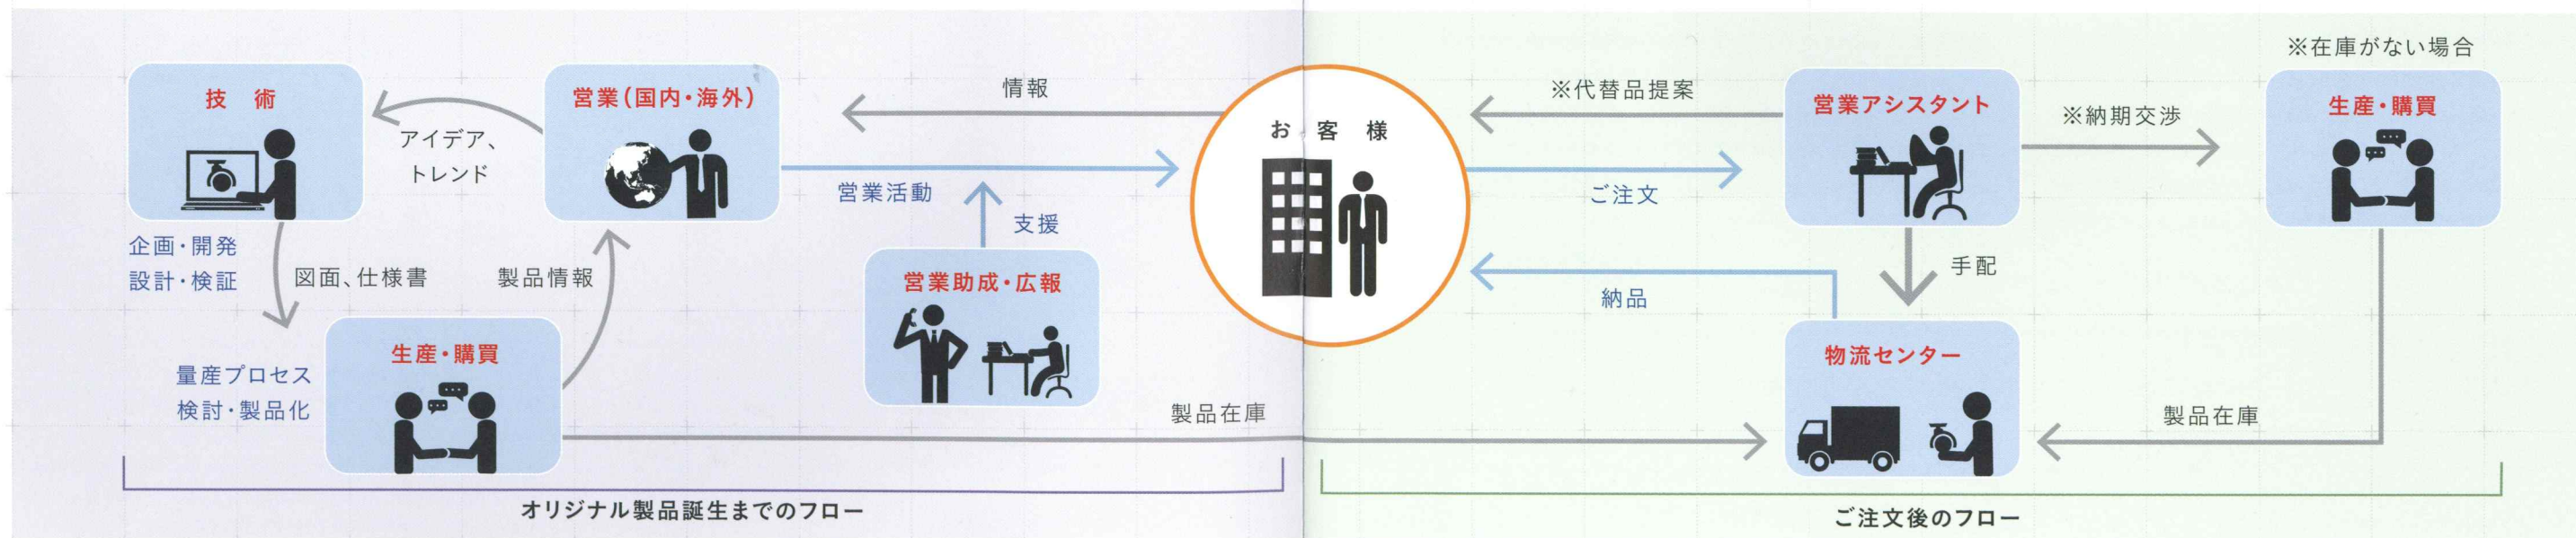 技 術
アイデア、
トレンド
営業(国内・海外)
情報
営業活動
支援
企画・開発
設計・検証
図面、仕様書
製品情報
営業助成・広報
量産プロセス
検討・製品化
生産・購買
製品在庫
オリジナル製品誕生までのフロー
お 客 様
※代替品提案
ご注文
納品
営業アシスタント
※納期交渉
※在庫がない場合
生産・購買
手配
物流センター
製品在庫
ご注文後のフロー